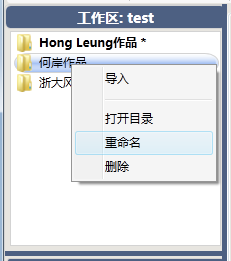 工作区: test
Hong Leung作品 *
何岸作品
浙大风
导入
打开目录
重命名
删除